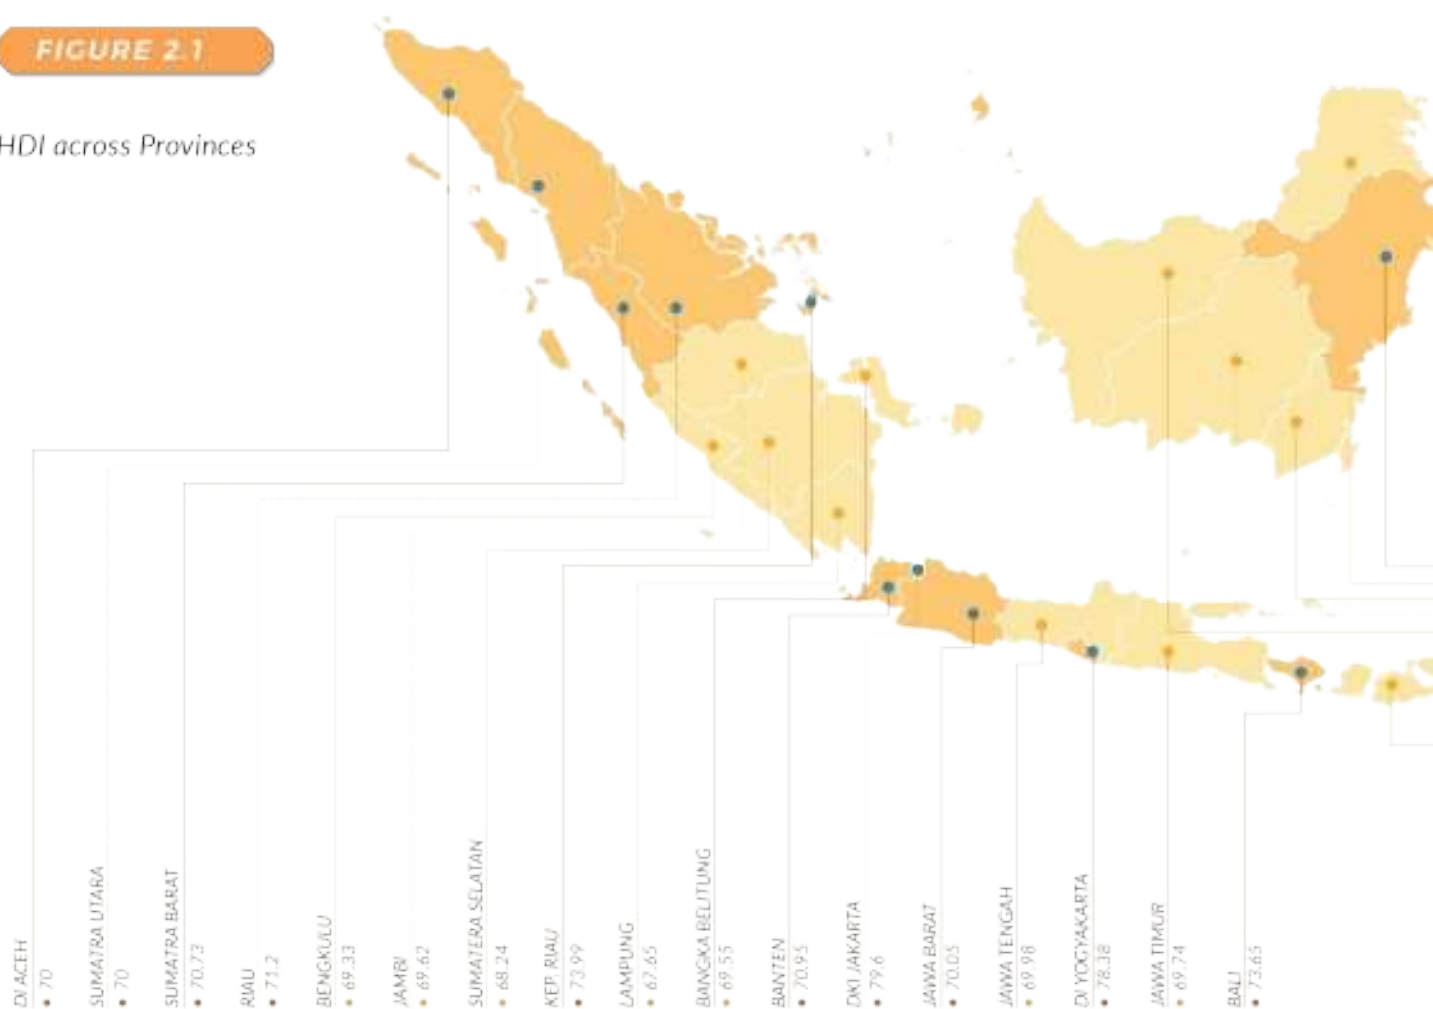 FIGURE 2.1
HDI across Provinces
DI ACEH
• 70
SUMATRA UTARA
• 70
SUMATRA BARAT
• 70.73
RIAU
• 71.2
BENGKULU
• 69.33
JAMBI
• 69.62
SUMATERA SELATAN
• 68.24
KEP. RIAU
• 73.99
LAMPUNG
• 67.65
BANGKA BELITUNG
• 69.55
BANTEN
• 70.95
DKI JAKARTA
• 79.6
JAWA BARAT
• 70.05
JAWA TENGAH
• 69.98
DI YOGYAKARTA
• 78.38
JAWA TIMUR
• 69.74
BALI
• 73.65